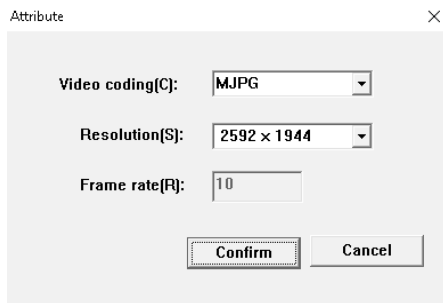 Attribute
Video coding(C): MJPG
Resolution(S): 2592 × 1944
Frame rate(R): 10
Confirm Cancel